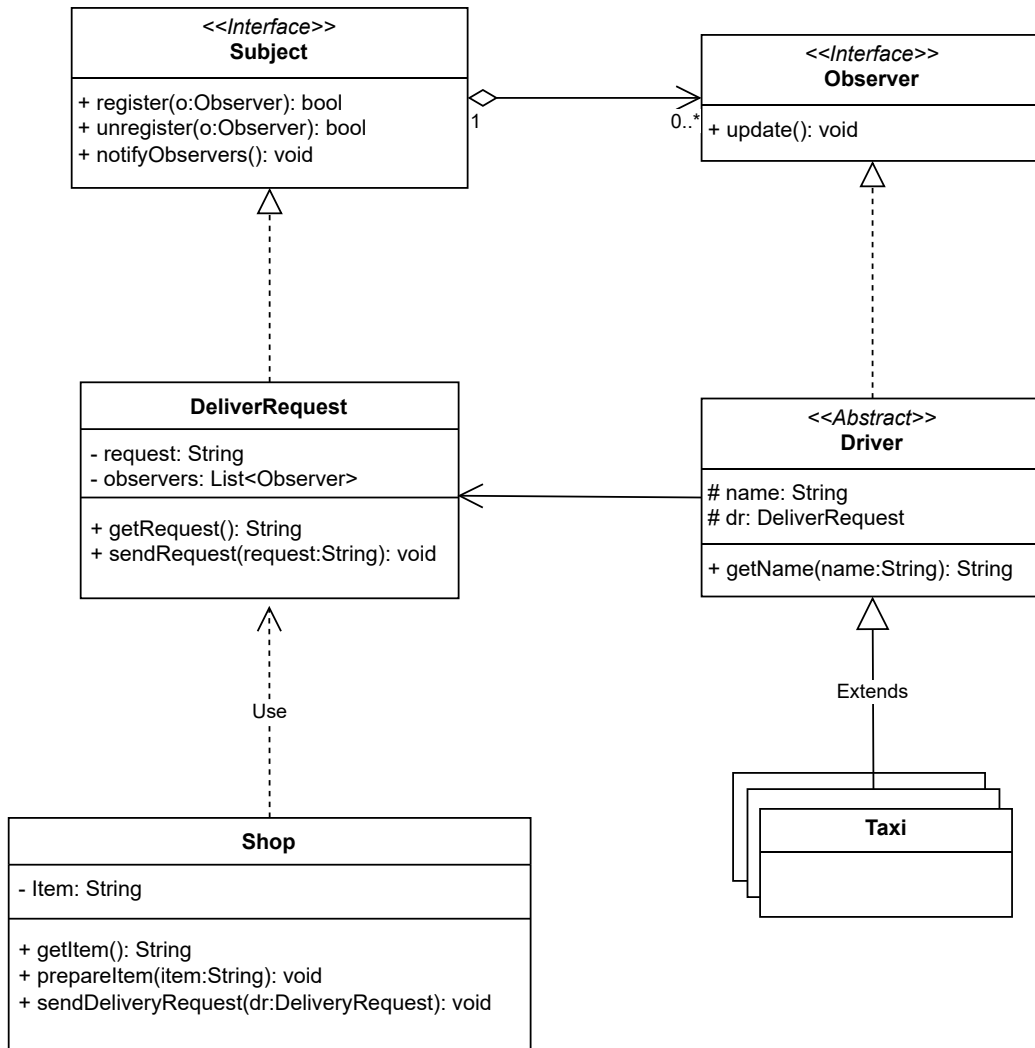 <<Interface>>
Subject
+ register(o:Observer): bool
+ unregister(o:Observer): bool
+ notifyObservers(): void
1
0..*
<<Interface>>
Observer
+ update(): void
DeliverRequest
- request: String
- observers: List<Observer>
+ getRequest(): String
+ sendRequest(request:String): void
<<Abstract>>
Driver
# name: String
# dr: DeliverRequest
+ getName(name:String): String
Use
Extends
Shop
- Item: String
+ getItem(): String
+ prepareItem(item:String): void
+ sendDeliveryRequest(dr:DeliveryRequest): void
Taxi